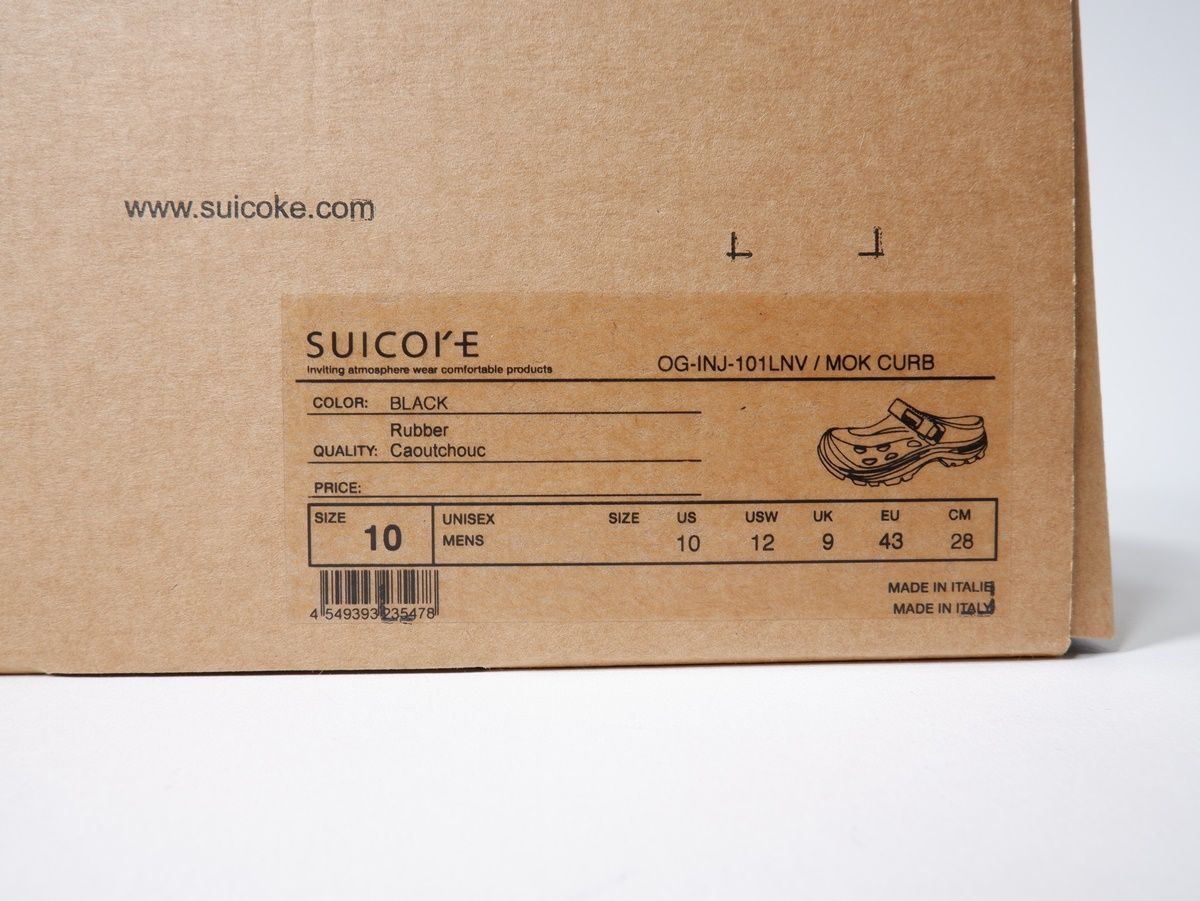 www.suicoke.com
SUICOKE
Inviting atmosphere wear comfortable products
OG-INJ-101LNV / MOK CURB
COLOR: BLACK
Rubber
QUALITY: Caoutchouc
PRICE:
SIZE 10 UNISEX MENS
SIZE US USW UK EU CM
10 12 9 43 28
4 549393 235478
MADE IN ITALIE
MADE IN ITALY